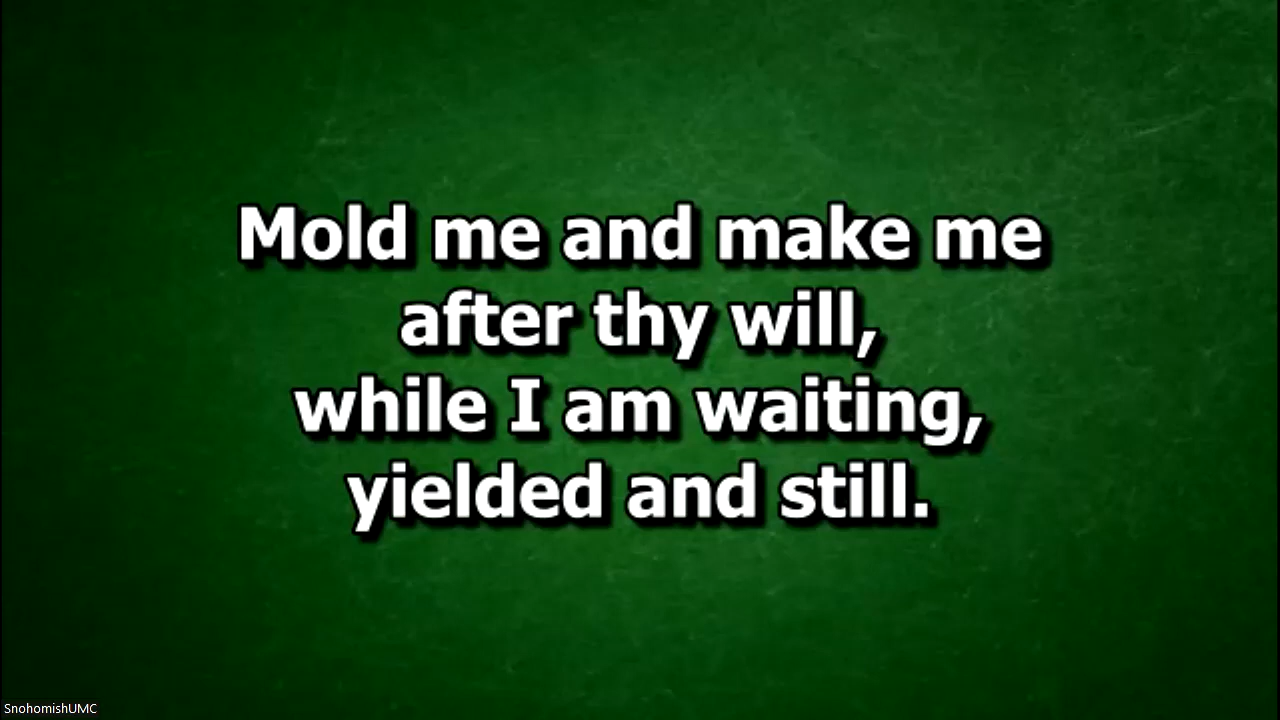 Mold me and make me
after thy will,
while I am waiting,
yielded and still.
SnohomishUMC